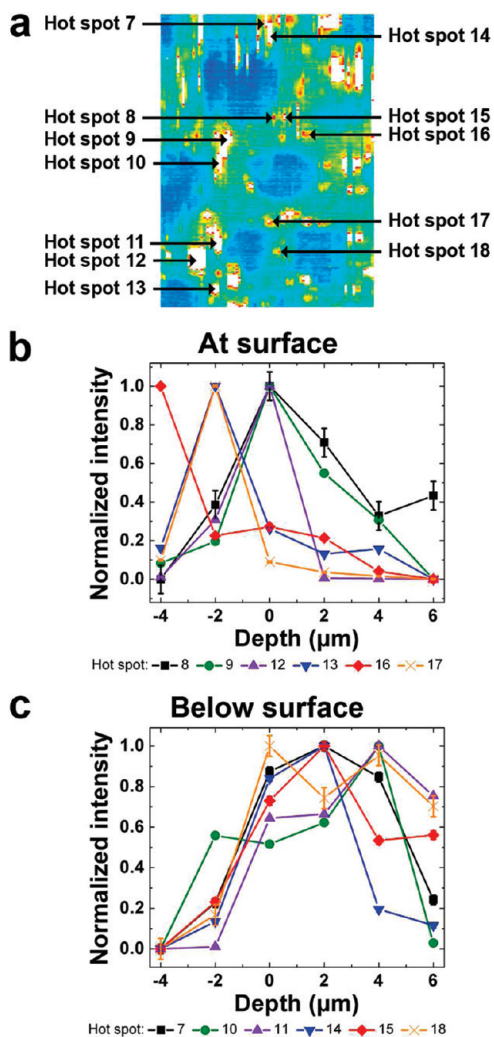 a
Hot spot 7
Hot spot 14
Hot spot 8
Hot spot 15
Hot spot 9
Hot spot 16
Hot spot 10
Hot spot 17
Hot spot 11
Hot spot 18
Hot spot 12
Hot spot 13
b
At surface
Normalized intensity
1.0
0.8
0.6
0.4
0.2
0.0
-4 -2 0 2 4 6
Depth (µm)
Hot spot: 8 9 12 13 16 17
c
Below surface
Normalized intensity
1.0
0.8
0.6
0.4
0.2
0.0
-4 -2 0 2 4 6
Depth (µm)
Hot spot: 7 10 11 14 15 18